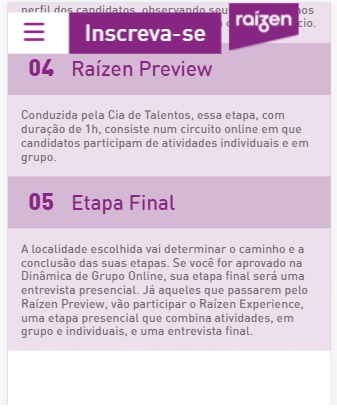 perfil dos candidatos, observando seu
Inscreva-se
raízen
04 Raízen Preview
Conduzida pela Cia de Talentos, essa etapa, com
duração de 1h, consiste num circuito online em que
candidatos participam de atividades individuais e em
grupo.
05 Etapa Final
A localidade escolhida vai determinar o caminho e a
conclusão das suas etapas. Se você for aprovado na
Dinâmica de Grupo Online, sua etapa final será uma
entrevista presencial. Já aqueles que passarem pelo
Raízen Preview, vão participar o Raízen Experience,
uma etapa presencial que combina atividades, em
grupo e individuais, e uma entrevista final.